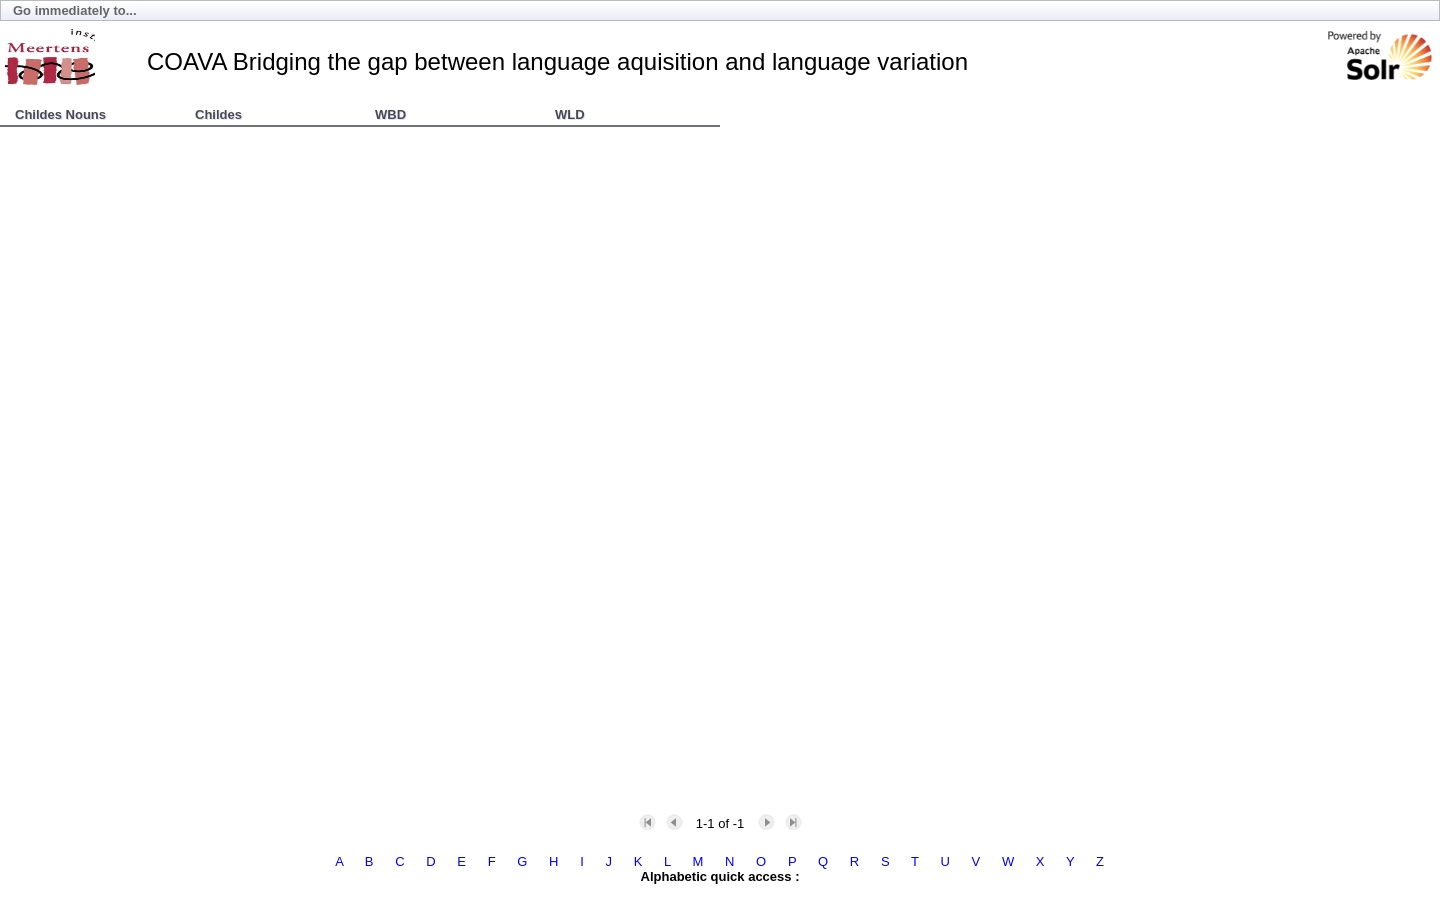 Go immediately to...
inst.
Meertens
COAVA Bridging the gap between language aquisition and language variation
Powered by
Apache
Solr
Childes Nouns Childes WBD WLD
1-1 of -1
A B C D E F G H I J K L M N O P Q R S T U V W X Y Z
Alphabetic quick access :